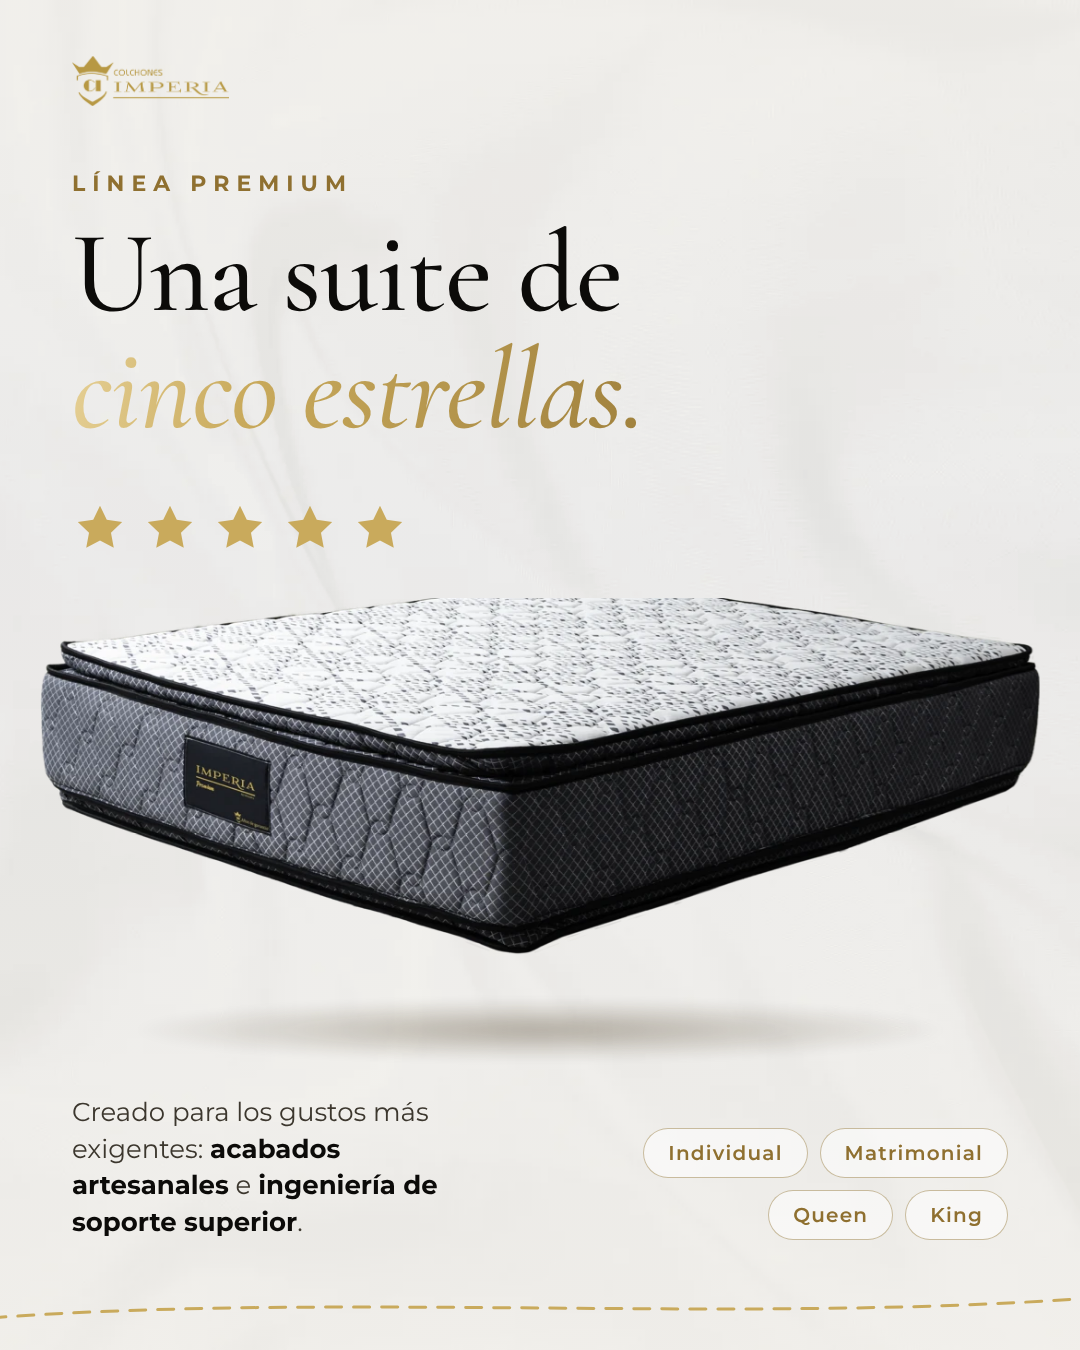 COLCHONES
IMPERIA
LÍNEA PREMIUM
Una suite de
cinco estrellas.
IMPERIA
Premium
Creado para los gustos más
exigentes: acabados
artesanales e ingeniería de
soporte superior.
Individual
Matrimonial
Queen
King